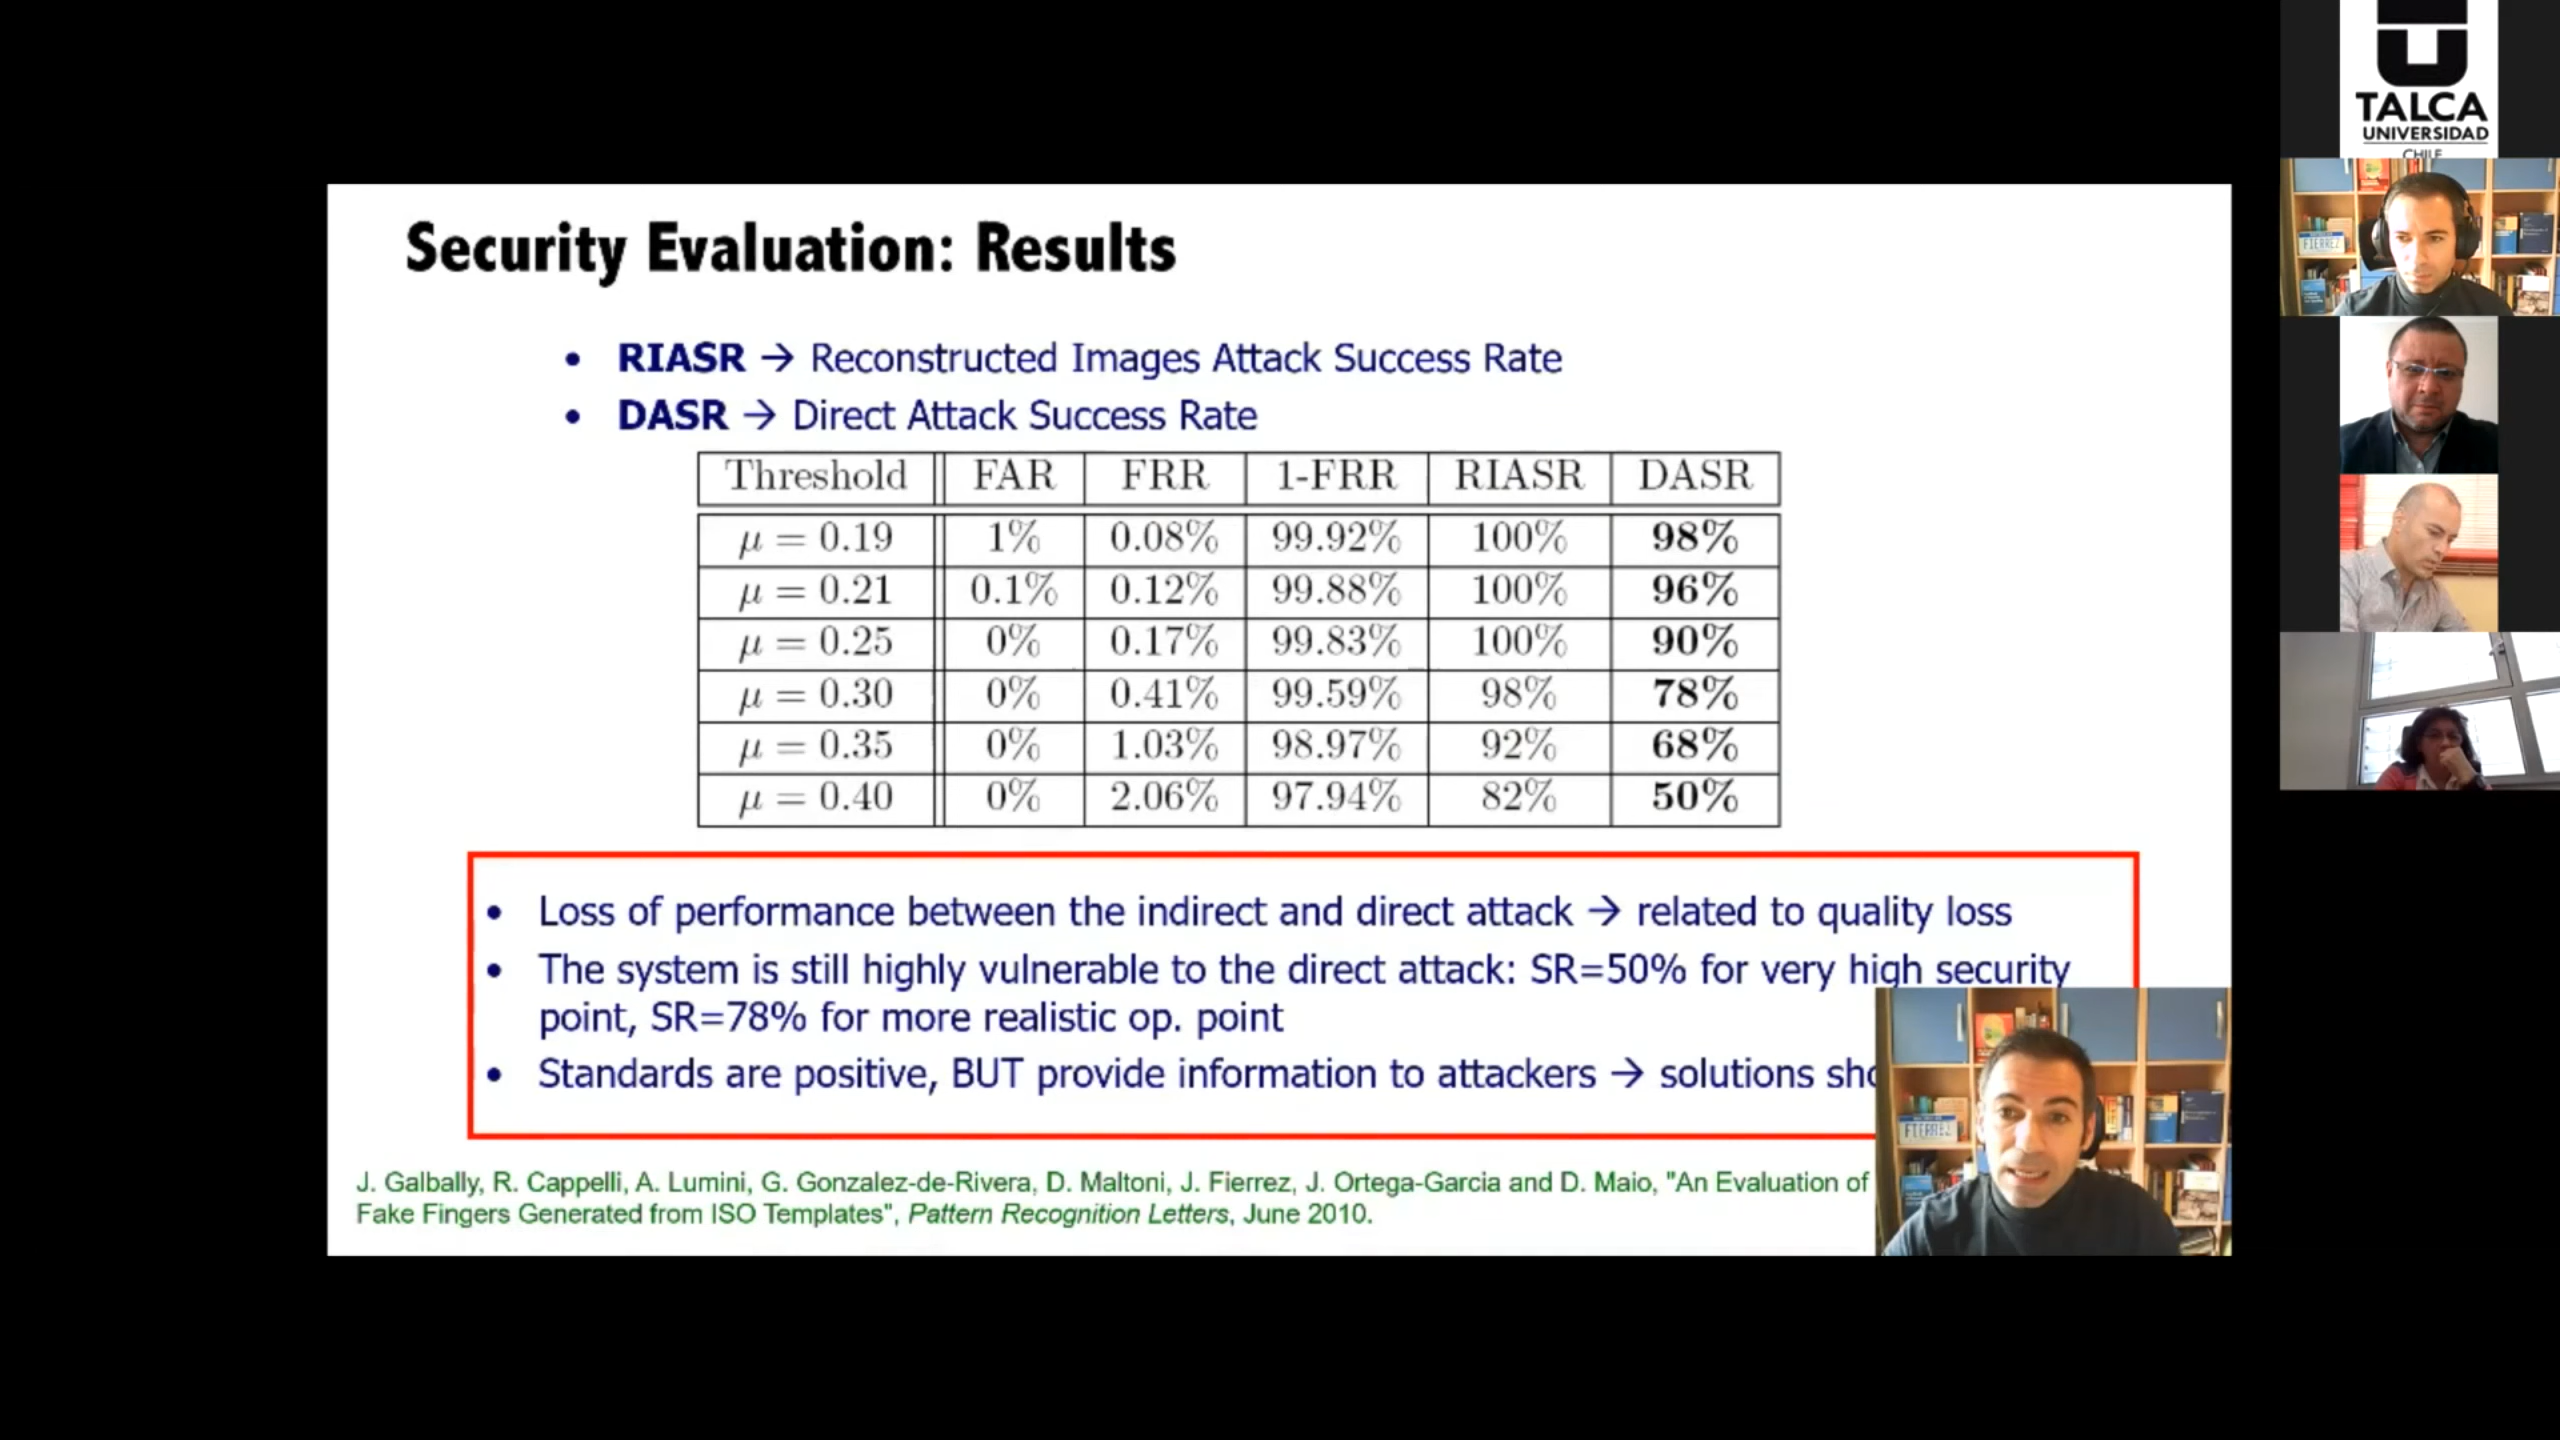 Security Evaluation: Results
• RIASR → Reconstructed Images Attack Success Rate
• DASR → Direct Attack Success Rate
Threshold FAR FRR 1-FRR RIASR DASR
μ = 0.19 1% 0.08% 99.92% 100% 98%
μ = 0.21 0.1% 0.12% 99.88% 100% 96%
μ = 0.25 0% 0.17% 99.83% 100% 90%
μ = 0.30 0% 0.41% 99.59% 98% 78%
μ = 0.35 0% 1.03% 98.97% 92% 68%
μ = 0.40 0% 2.06% 97.94% 82% 50%
• Loss of performance between the indirect and direct attack → related to quality loss
• The system is still highly vulnerable to the direct attack: SR=50% for very high security
point, SR=78% for more realistic op. point
• Standards are positive, BUT provide information to attackers → solutions
J. Galbally, R. Cappelli, A. Lumini, G. Gonzalez-de-Rivera, D. Maltoni, J. Fierrez, J. Ortega-Garcia and D. Maio, "An Evaluation of
Fake Fingers Generated from ISO Templates", Pattern Recognition Letters, June 2010.
TALCA
UNIVERSIDAD
CHILE
FIERREZ
FIERREZ